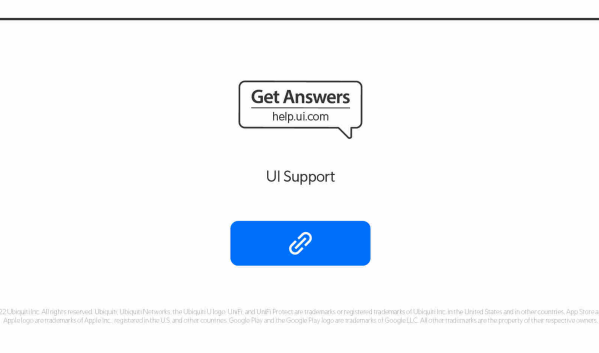 Get Answers
help.ui.com
UI Support
22 Ubiquiti Inc. All rights reserved. Ubiquiti, Ubiquiti Networks, the Ubiquiti U logo, UniFi, and UniFi Protect are trademarks or registered trademarks of Ubiquiti Inc. in the United States and in other countries. App Store a
Apple logo are trademarks of Apple Inc., registered in the U.S. and other countries. Google Play and the Google Play logo are trademarks of Google LLC. All other trademarks are the property of their respective owners.